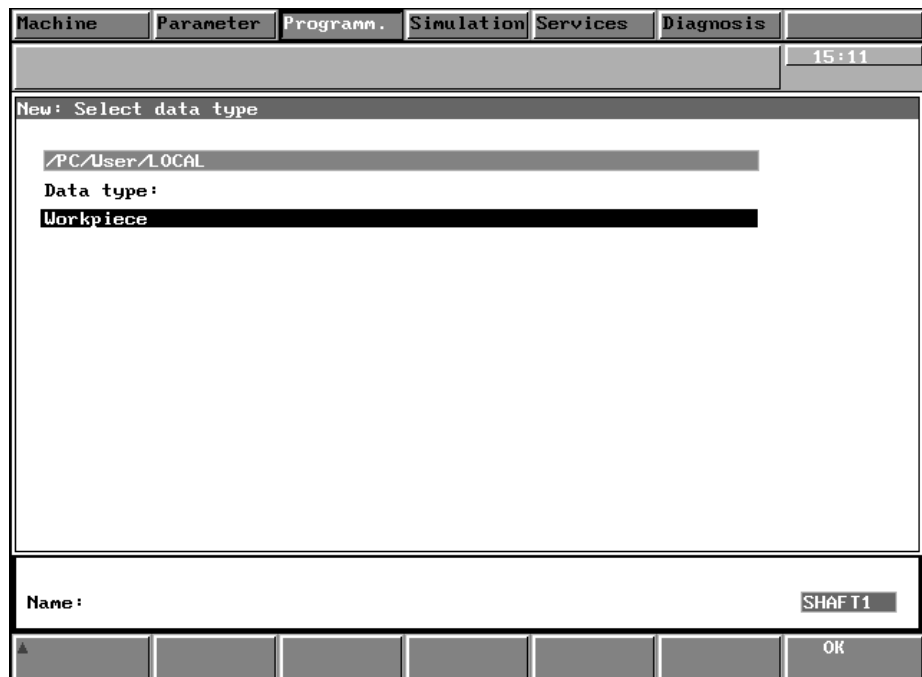 Machine Parameter Programm. Simulation Services Diagnosis
15:11
New: Select data type
/PC/User/LOCAL
Data type:
Workpiece
Name: SHAFT1
OK